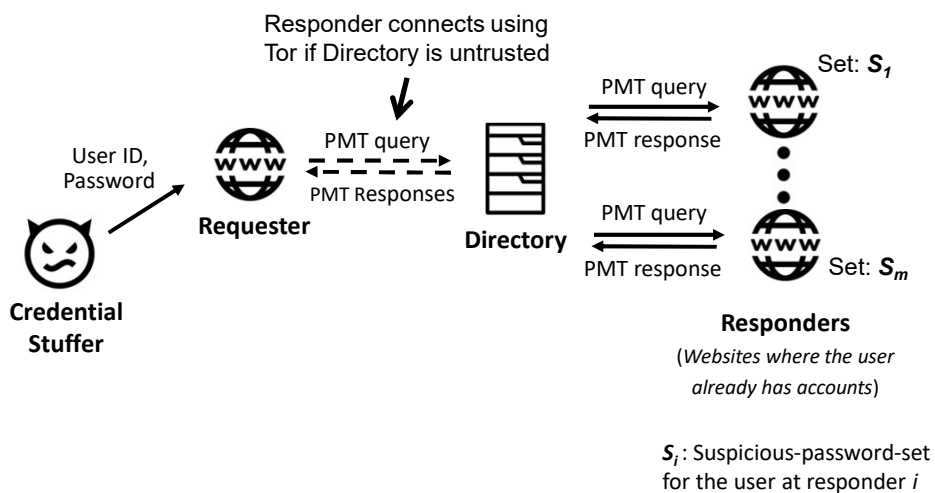 Responder connects using
Tor if Directory is untrusted
User ID,
Password
WWW
Requester
PMT query
PMT Responses
Directory
PMT query
PMT response
WWW
Set: S1
PMT query
PMT response
WWW
Set: Sm
Credential
Stuffer
Responders
(Websites where the user
already has accounts)
Si : Suspicious-password-set
for the user at responder i